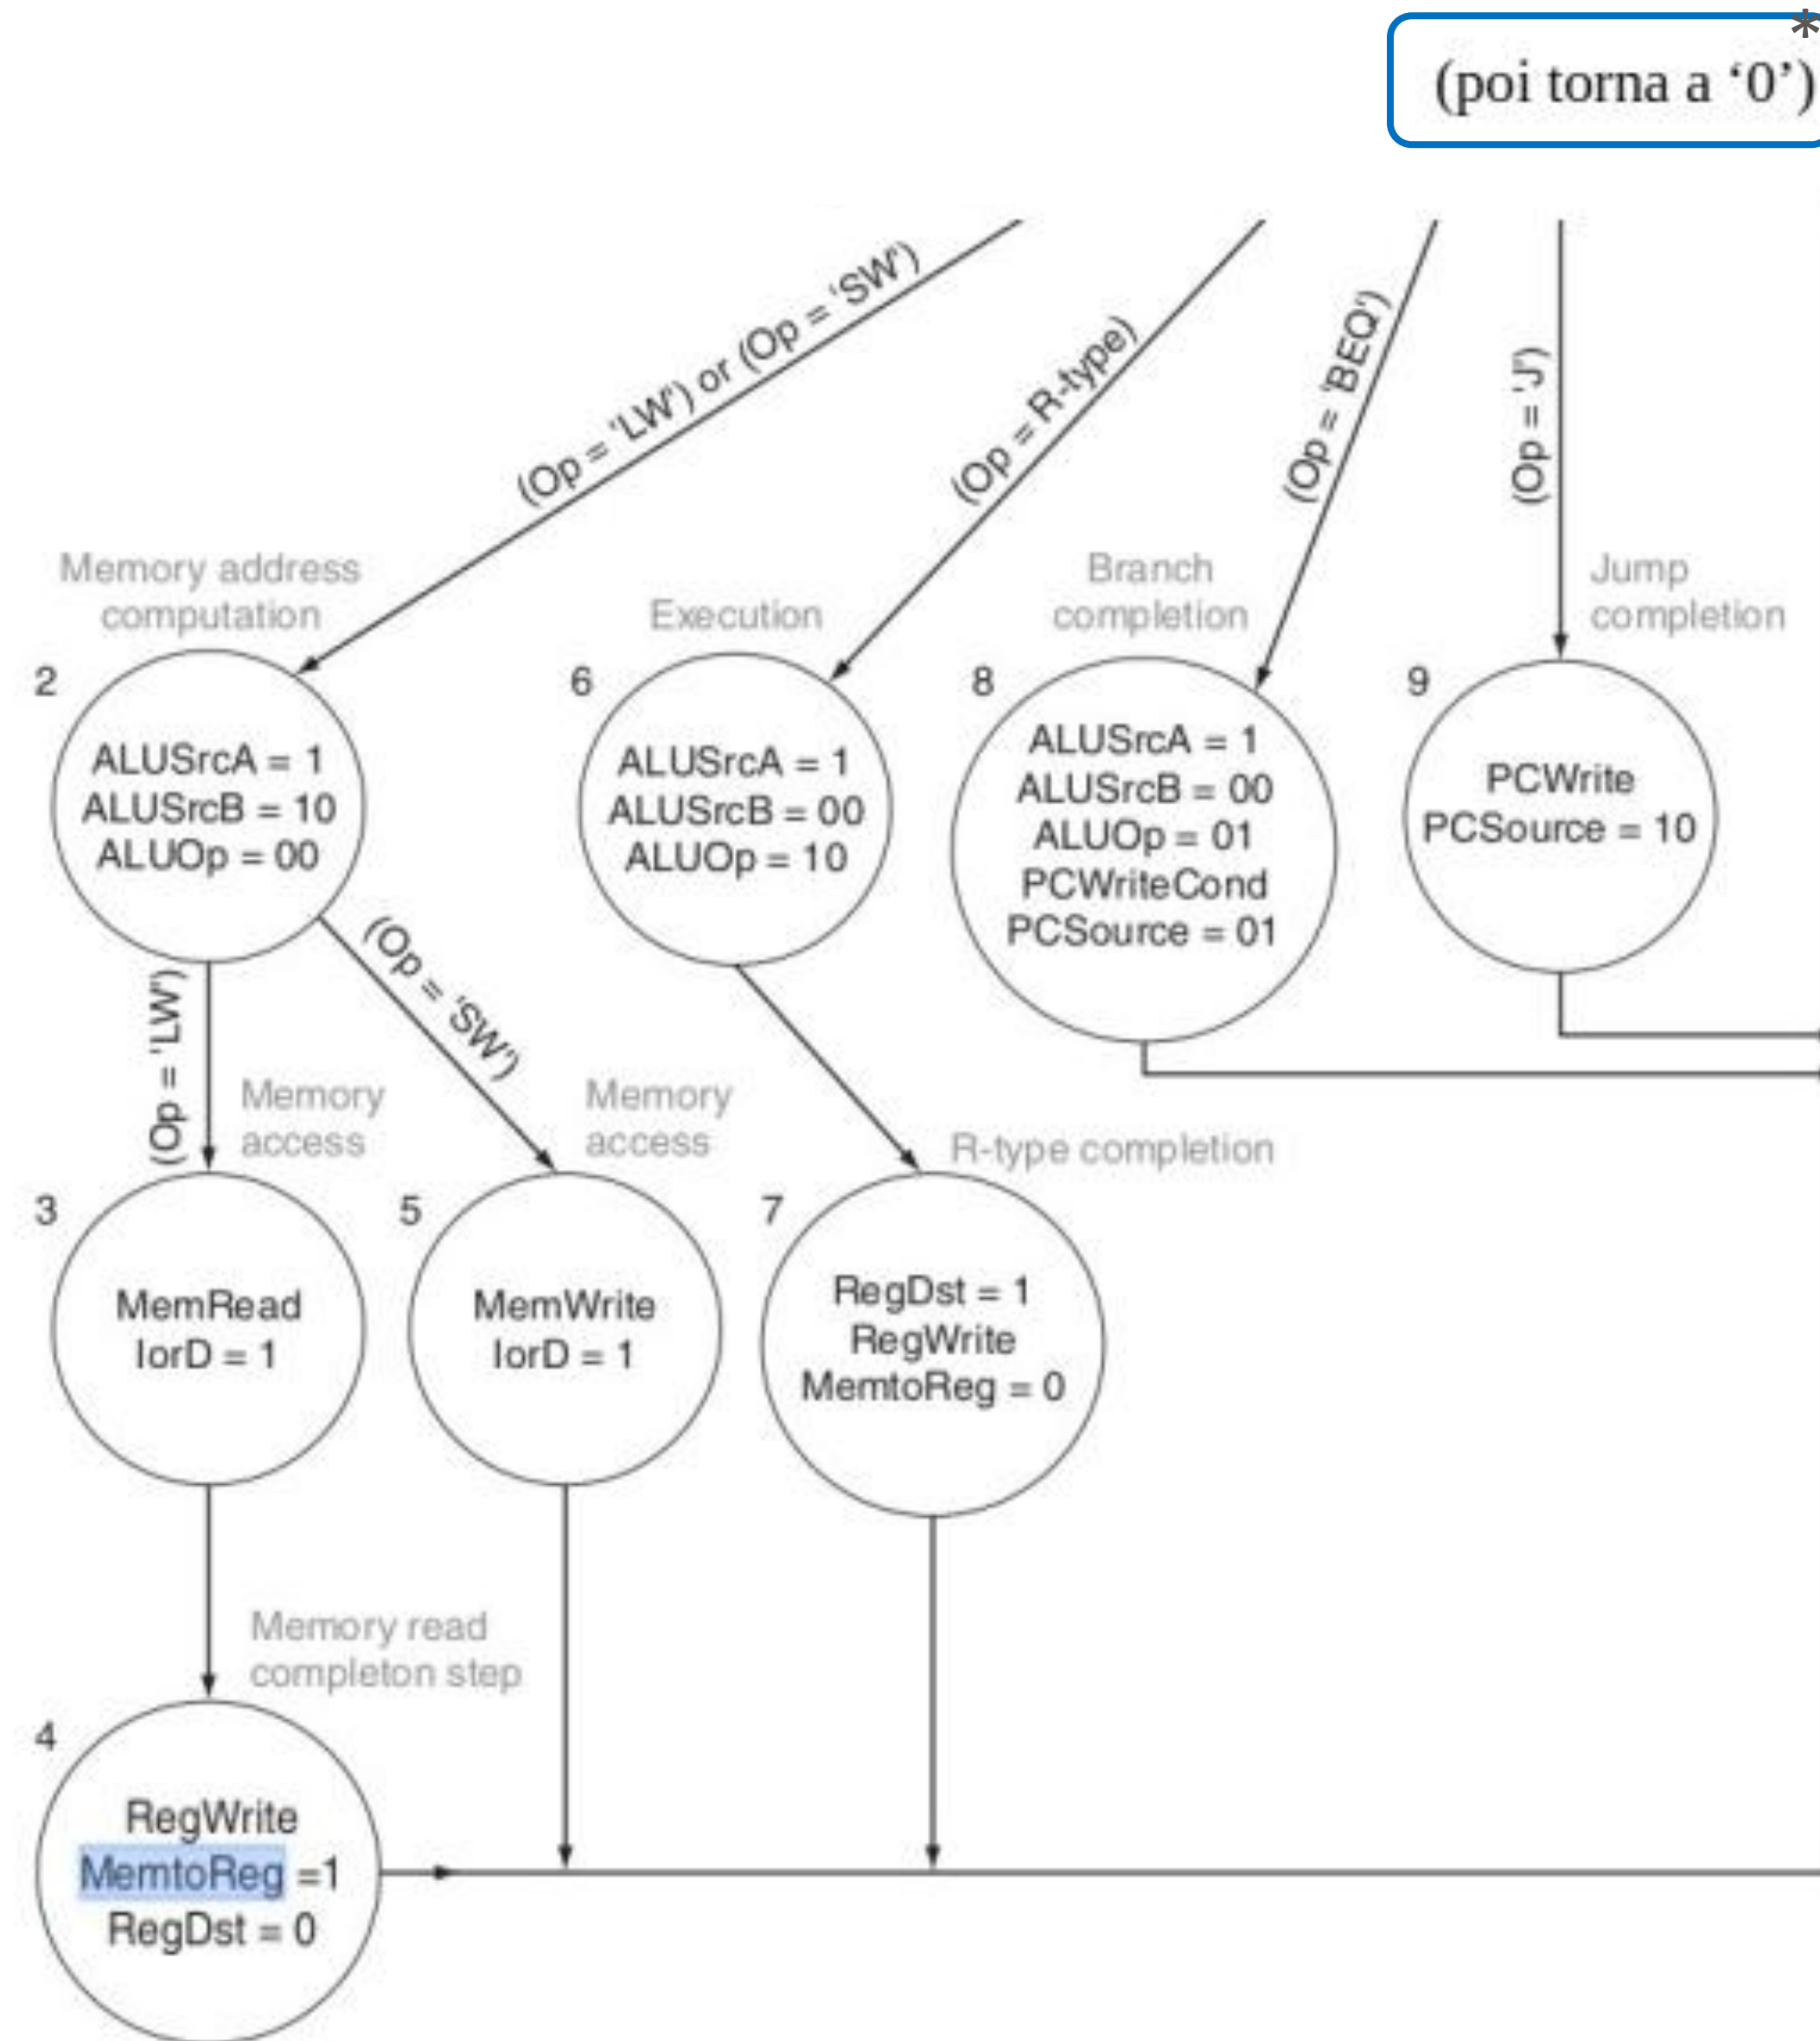 *
(poi torna a ‘0’)
(Op = 'LW') or (Op = 'SW')
(Op = R-type)
(Op = 'BEQ')
(Op = 'J')
Memory address
computation
Execution
Branch
completion
Jump
completion
2
ALUSrcA = 1
ALUSrcB = 10
ALUOp = 00
6
ALUSrcA = 1
ALUSrcB = 00
ALUOp = 10
8
ALUSrcA = 1
ALUSrcB = 00
ALUOp = 01
PCWriteCond
PCSource = 01
9
PCWrite
PCSource = 10
(Op = 'LW')
(Op = 'SW')
Memory
access
Memory
access
R-type completion
3
MemRead
IorD = 1
5
MemWrite
IorD = 1
7
RegDst = 1
RegWrite
MemtoReg = 0
Memory read
completon step
4
RegWrite
MemtoReg =1
RegDst = 0